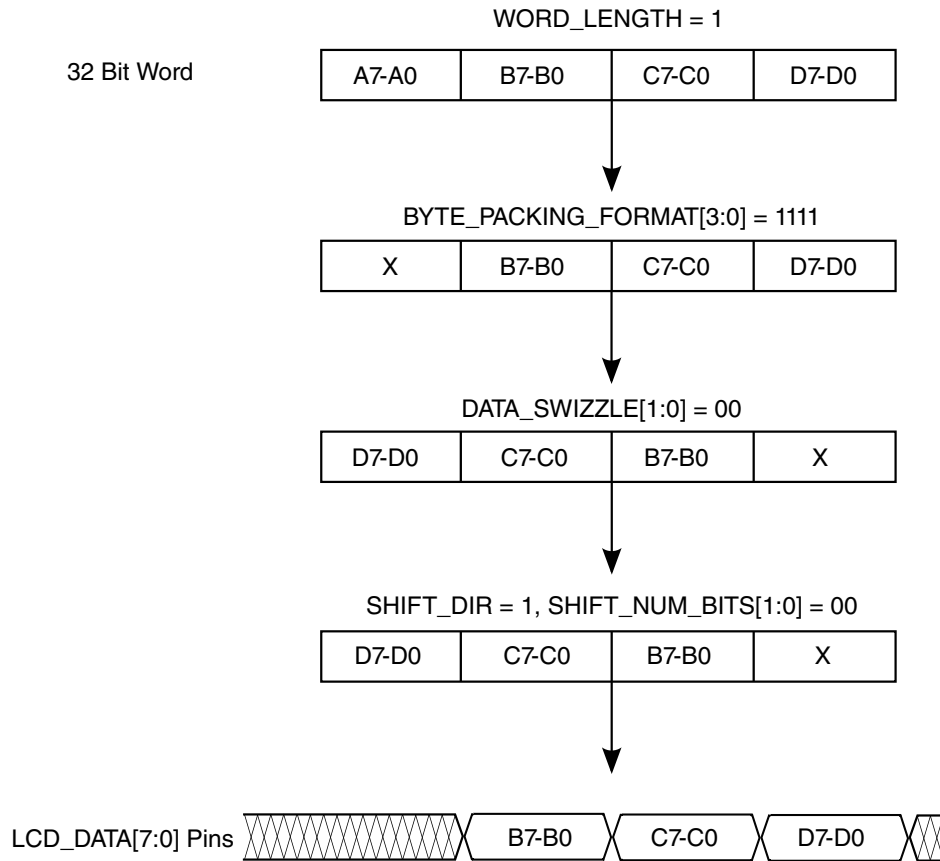 WORD_LENGTH = 1
32 Bit Word
A7-A0 B7-B0 C7-C0 D7-D0
BYTE_PACKING_FORMAT[3:0] = 1111
X B7-B0 C7-C0 D7-D0
DATA_SWIZZLE[1:0] = 00
D7-D0 C7-C0 B7-B0 X
SHIFT_DIR = 1, SHIFT_NUM_BITS[1:0] = 00
D7-D0 C7-C0 B7-B0 X
LCD_DATA[7:0] Pins B7-B0 C7-C0 D7-D0